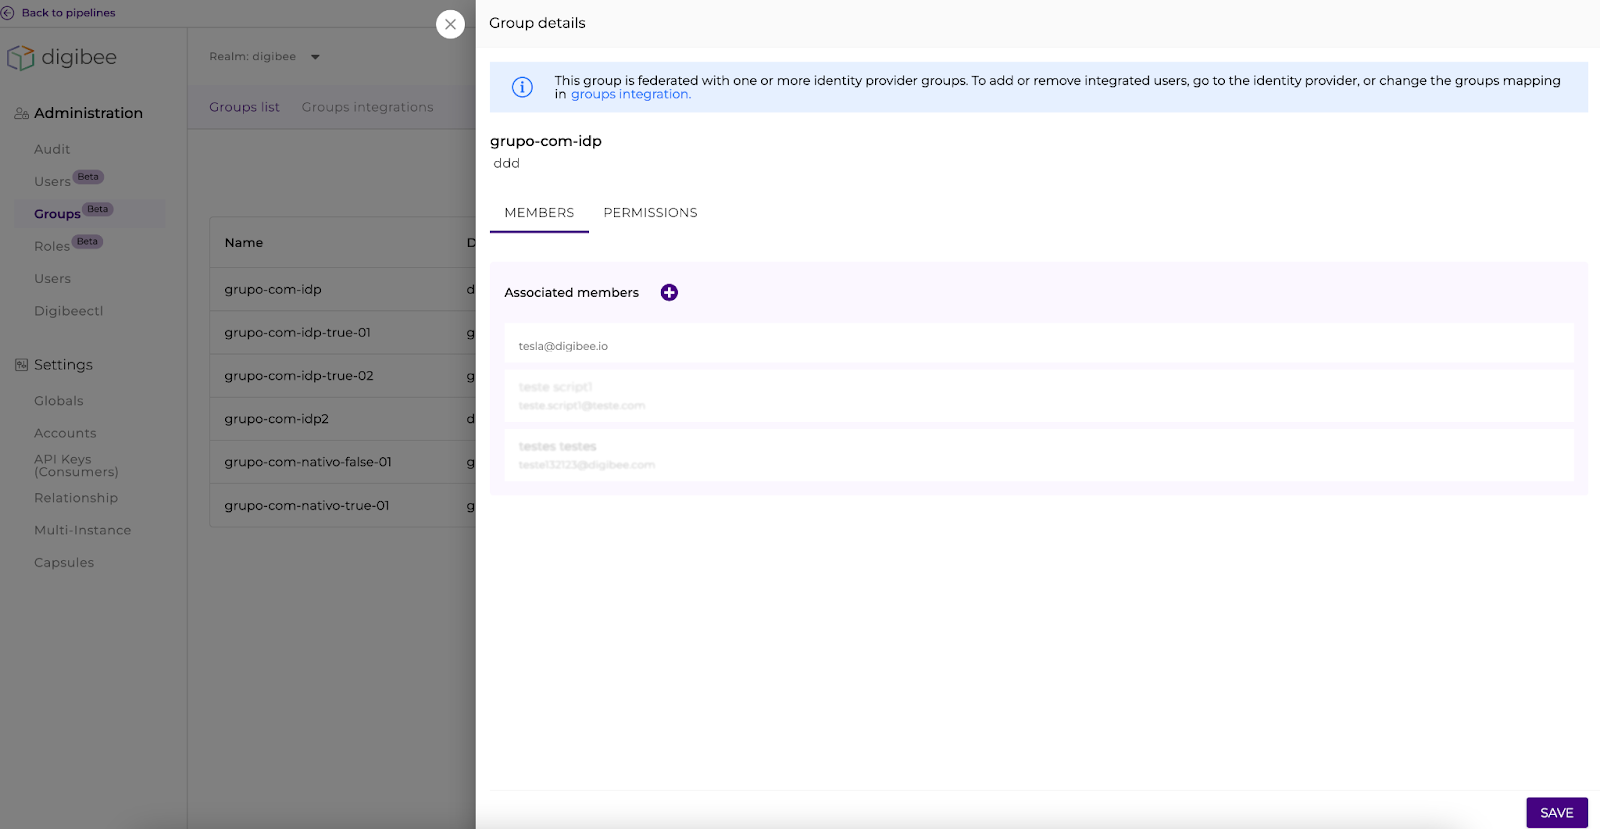 Back to pipelines
digibee
Administration
Audit
Users Beta
Groups Beta
Roles Beta
Users
Digibeectl
Settings
Globals
Accounts
API Keys
(Consumers)
Relationship
Multi-Instance
Capsules
Realm: digibee
Groups list Groups integrations
Name D
grupo-com-idp d
grupo-com-idp-true-01 g
grupo-com-idp-true-02 g
grupo-com-idp2 d
grupo-com-nativo-false-01 g
grupo-com-nativo-true-01 g
Group details
This group is federated with one or more identity provider groups. To add or remove integrated users, go to the identity provider, or change the groups mapping
in groups integration.
grupo-com-idp
ddd
MEMBERS PERMISSIONS
Associated members
tesla@digibee.io
teste script1
teste.script1@teste.com
testes testes
teste132123@digibee.com
SAVE